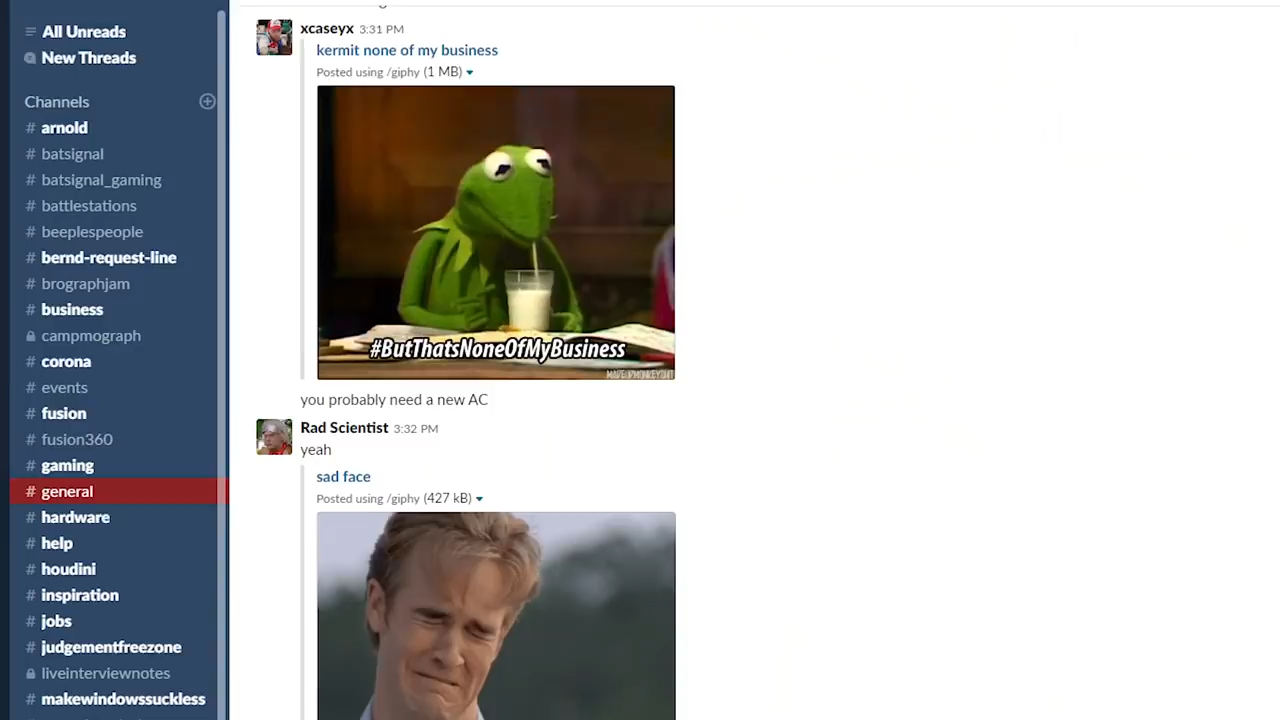 All Unreads
New Threads
Channels
# arnold
# batsignal
# batsignal_gaming
# battlestations
# beeplespeople
# bernd-request-line
# brographjam
# business
campmograph
# corona
# events
# fusion
# fusion360
# gaming
# general
# hardware
# help
# houdini
# inspiration
# jobs
# judgementfreezone
liveinterviewnotes
# makewindowssuckless
xcaseyx 3:31 PM
kermit none of my business
Posted using /giphy (1 MB)
#ButThatsNoneOfMyBusiness
you probably need a new AC
Rad Scientist 3:32 PM
yeah
sad face
Posted using /giphy (427 kB)